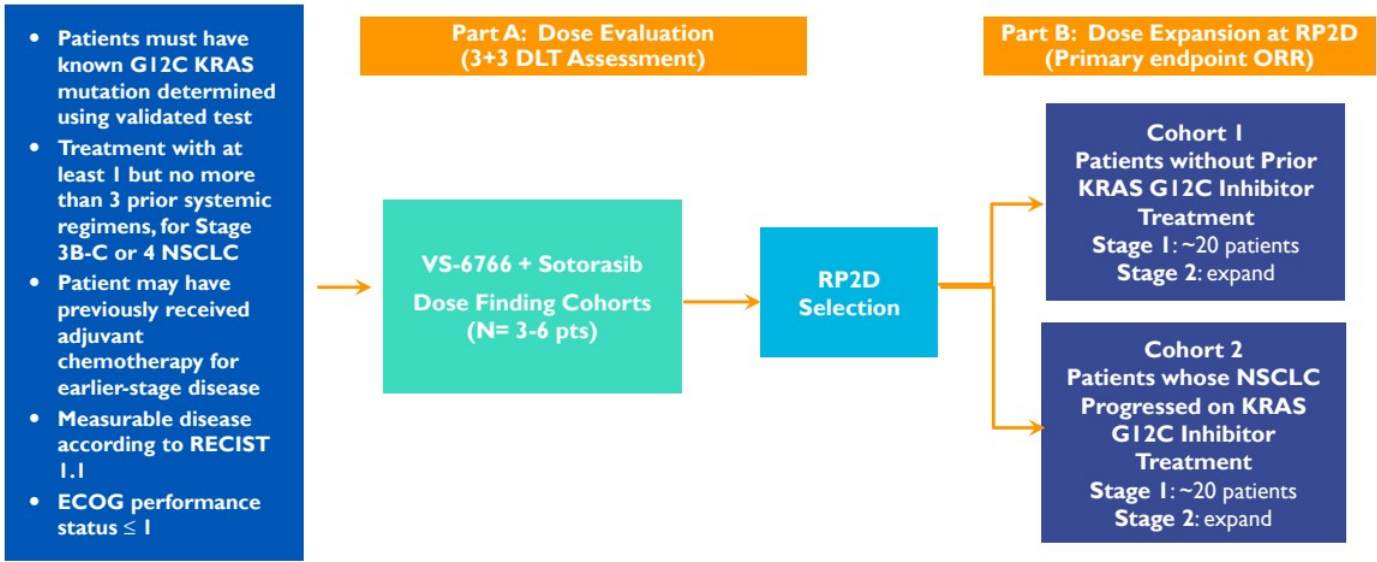 • Patients must have
known G12C KRAS
mutation determined
using validated test
• Treatment with at
least 1 but no more
than 3 prior systemic
regimens, for Stage
3B-C or 4 NSCLC
• Patient may have
previously received
adjuvant
chemotherapy for
earlier-stage disease
• Measurable disease
according to RECIST
1.1
• ECOG performance
status ≤ 1
Part A: Dose Evaluation
(3+3 DLT Assessment)
VS-6766 + Sotorasib
Dose Finding Cohorts
(N= 3-6 pts)
RP2D
Selection
Part B: Dose Expansion at RP2D
(Primary endpoint ORR)
Cohort 1
Patients without Prior
KRAS G12C Inhibitor
Treatment
Stage 1: ~20 patients
Stage 2: expand
Cohort 2
Patients whose NSCLC
Progressed on KRAS
G12C Inhibitor
Treatment
Stage 1: ~20 patients
Stage 2: expand